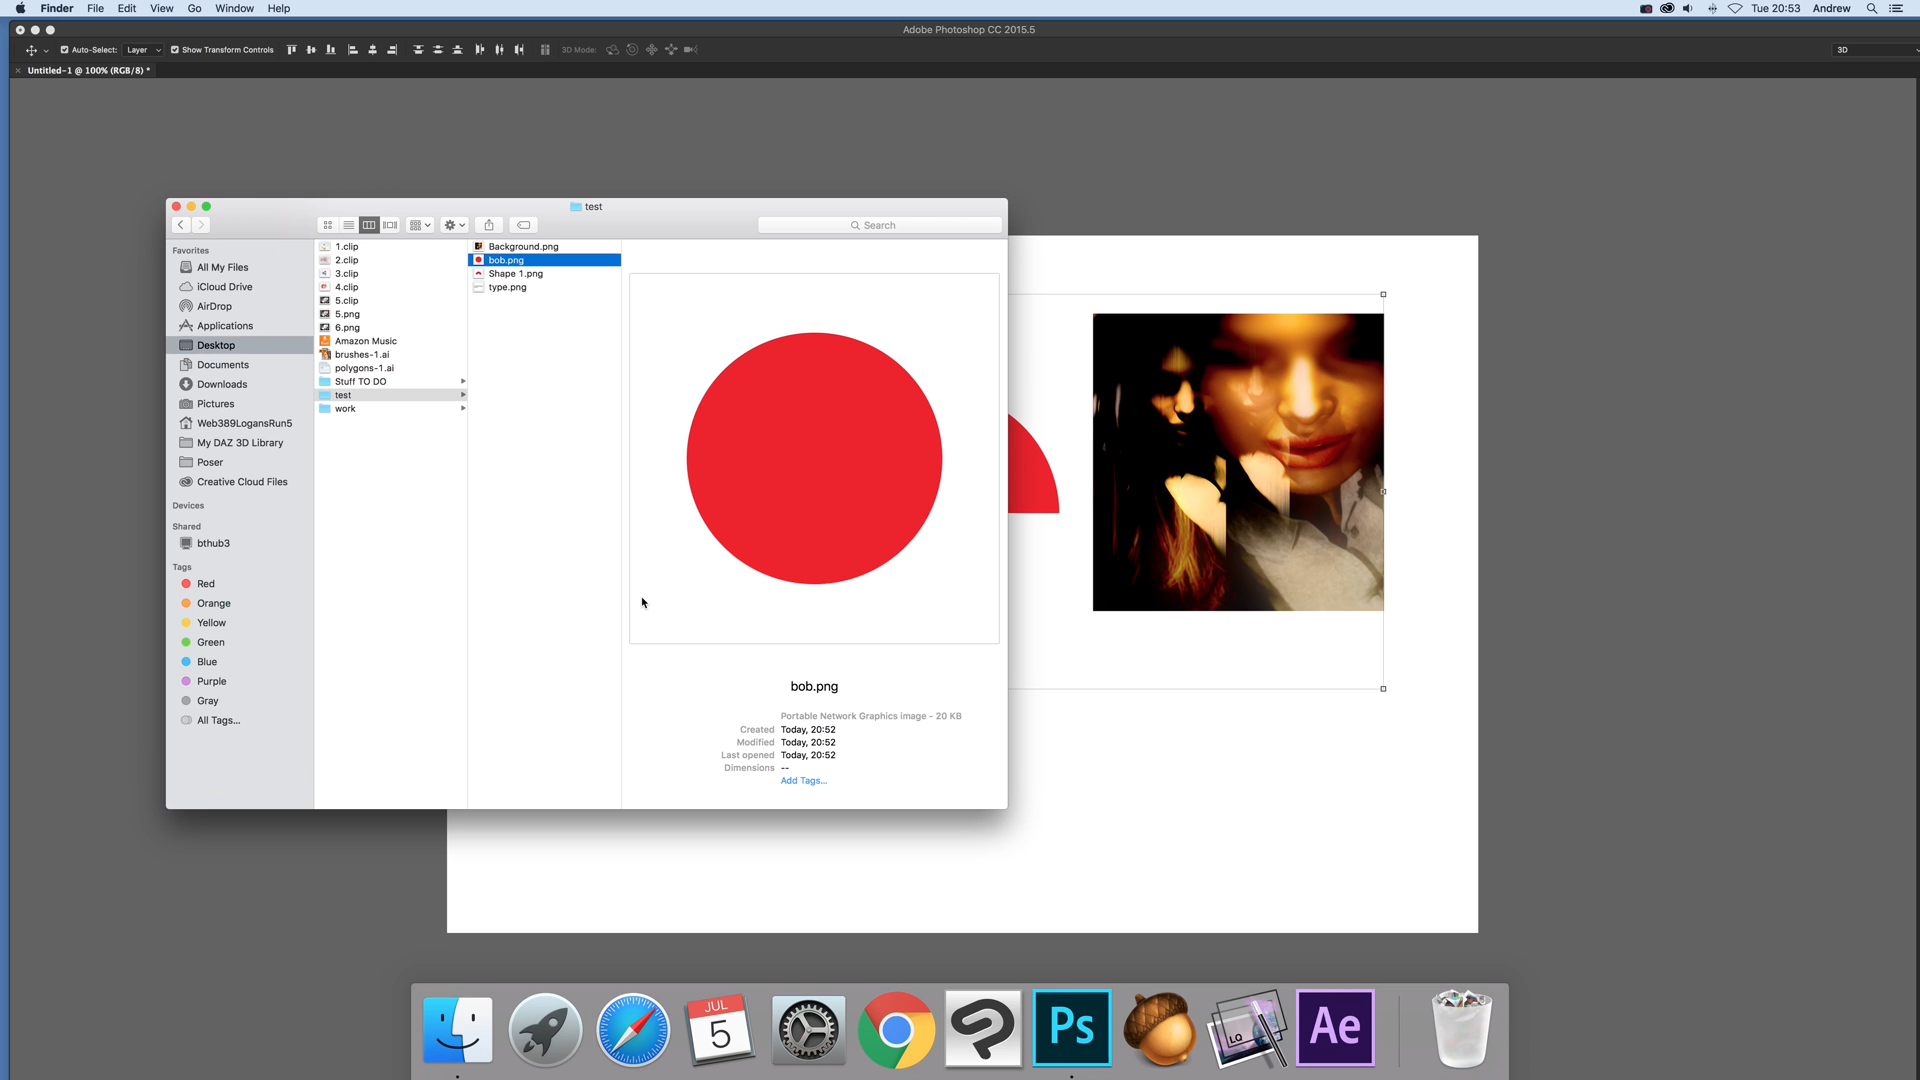 Finder File Edit View Go Window Help Tue 20:53 Andrew
Adobe Photoshop CC 2015.5
Auto-Select: Layer Show Transform Controls 3D Mode: 3D
Untitled-1 @ 100% (RGB/8) *
test
Search
Favorites
All My Files
iCloud Drive
AirDrop
Applications
Desktop
Documents
Downloads
Pictures
Web389LogansRun5
My DAZ 3D Library
Poser
Creative Cloud Files
Devices
Shared
bthub3
Tags
Red
Orange
Yellow
Green
Blue
Purple
Gray
All Tags...
1.clip
2.clip
3.clip
4.clip
5.clip
5.png
6.png
Amazon Music
brushes-1.ai
polygons-1.ai
Stuff TO DO
test
work
Background.png
bob.png
Shape 1.png
type.png
bob.png
Portable Network Graphics image - 20 KB
Created Today, 20:52
Modified Today, 20:52
Last opened Today, 20:52
Dimensions --
Add Tags...
JUL
5
LQ
Ps
Ae